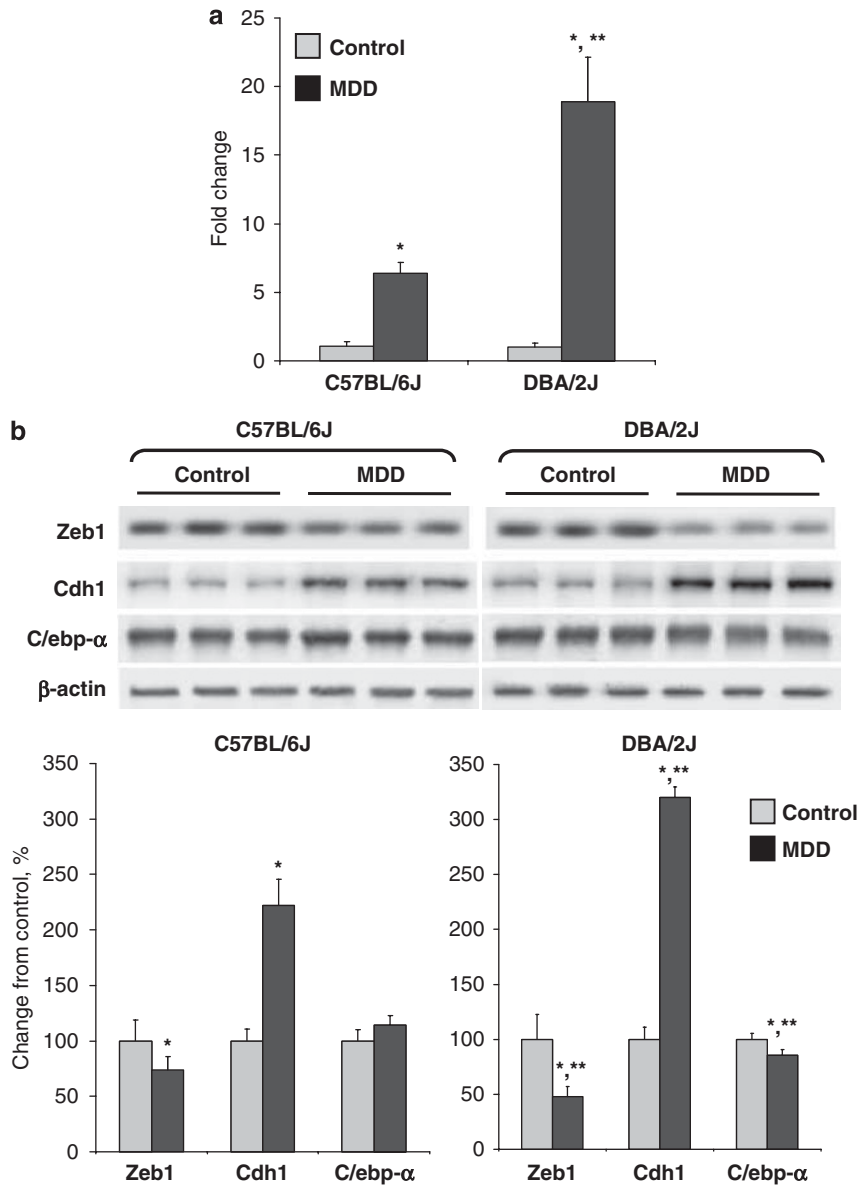 a
25
20
15
10
5
0
Fold change
Control
MDD
*
*, **
C57BL/6J DBA/2J
b
C57BL/6J DBA/2J
Control MDD Control MDD
Zeb1
Cdh1
C/ebp-α
β-actin
C57BL/6J
350
300
250
200
150
100
50
0
Change from control, %
*
*
Zeb1 Cdh1 C/ebp-α
DBA/2J
350
300
250
200
150
100
50
0
*,**
*,**
*,**
Zeb1 Cdh1 C/ebp-α
Control
MDD